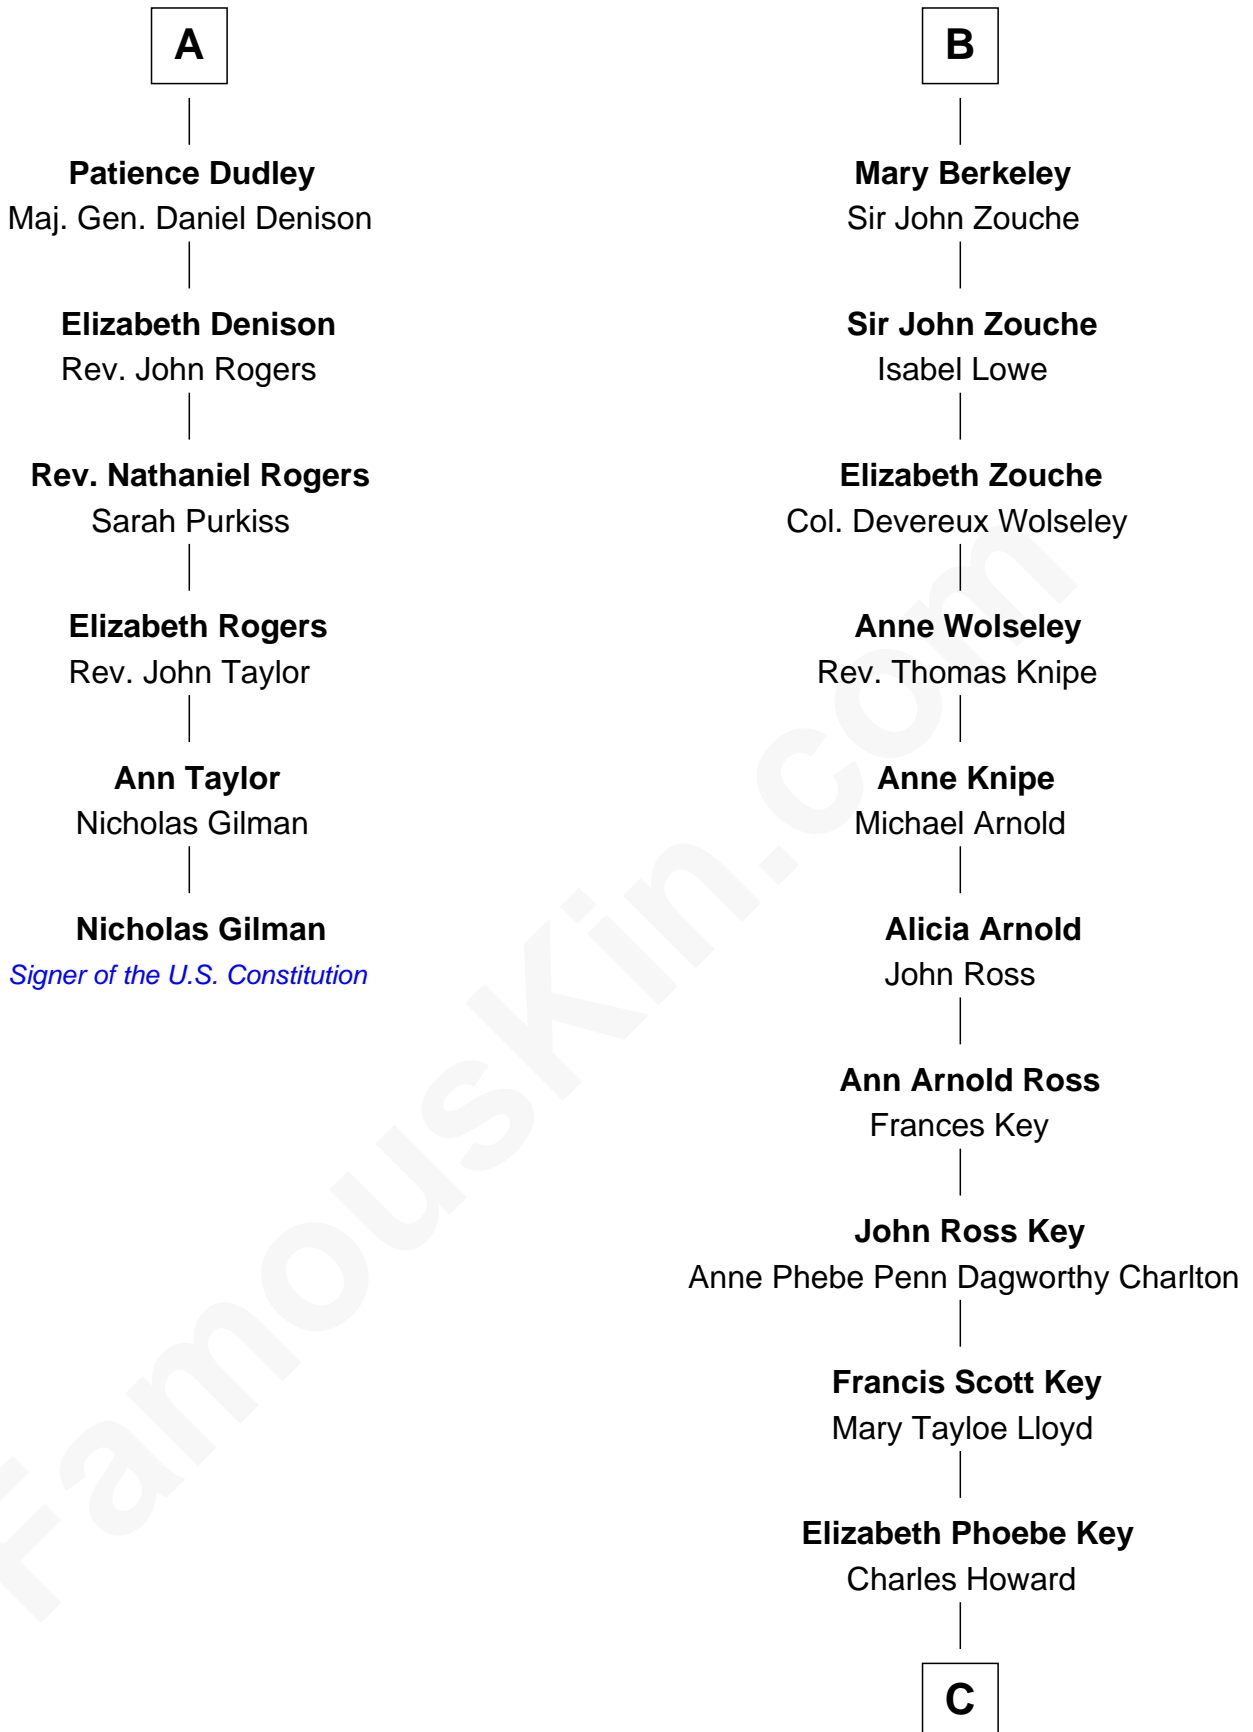 A
Patience Dudley
Maj. Gen. Daniel Denison
Elizabeth Denison
Rev. John Rogers
Rev. Nathaniel Rogers
Sarah Purkiss
Elizabeth Rogers
Rev. John Taylor
Ann Taylor
Nicholas Gilman
Nicholas Gilman
Signer of the U.S. Constitution
B
Mary Berkeley
Sir John Zouche
Sir John Zouche
Isabel Lowe
Elizabeth Zouche
Col. Devereux Wolseley
Anne Wolseley
Rev. Thomas Knipe
Anne Knipe
Michael Arnold
Alicia Arnold
John Ross
Ann Arnold Ross
Frances Key
John Ross Key
Anne Phebe Penn Dagworthy Charlton
Francis Scott Key
Mary Tayloe Lloyd
Elizabeth Phoebe Key
Charles Howard
C
FamousKin.com